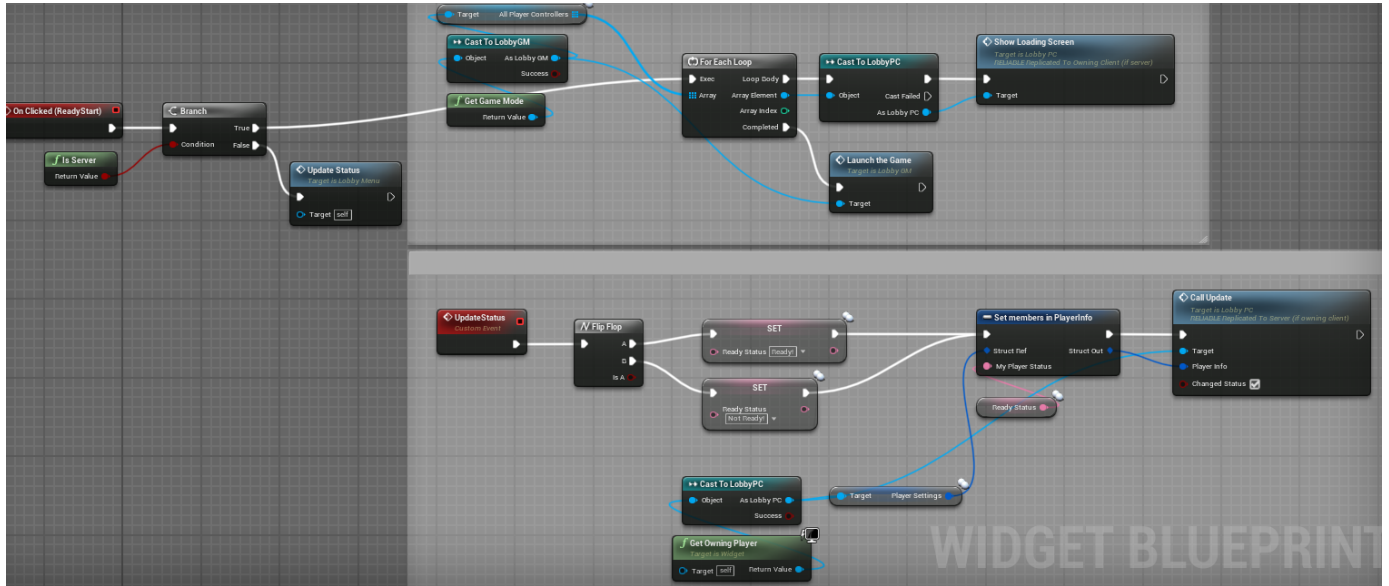 Target All Player Controllers
Cast To LobbyGM
Object As Lobby GM
Success
Get Game Mode
Return Value
For Each Loop
Exec Loop Body
Array Array Element
Array Index
Completed
Cast To LobbyPC
Object Cast Failed
As Lobby PC
Show Loading Screen
Target is Lobby PC
RELIABLE Replicated To Owning Client (if server)
Target
On Clicked (ReadyStart)
Branch
True
Condition False
Is Server
Return Value
Update Status
Target is Lobby Menu
Target self
Launch the Game
Target is Lobby GM
Target
UpdateStatus
Custom Event
Flip Flop
A
B
Is A
SET
Ready Status Ready!
SET
Ready Status
Not Ready!
Set members in PlayerInfo
Struct Ref Struct Out
My Player Status
Ready Status
Call Update
Target is Lobby PC
RELIABLE Replicated To Server (if owning client)
Target
Player Info
Changed Status
Cast To LobbyPC
Object As Lobby PC
Success
Target Player Settings
Get Owning Player
Target is Widget
Target self Return Value
WIDGET BLUEPRINT